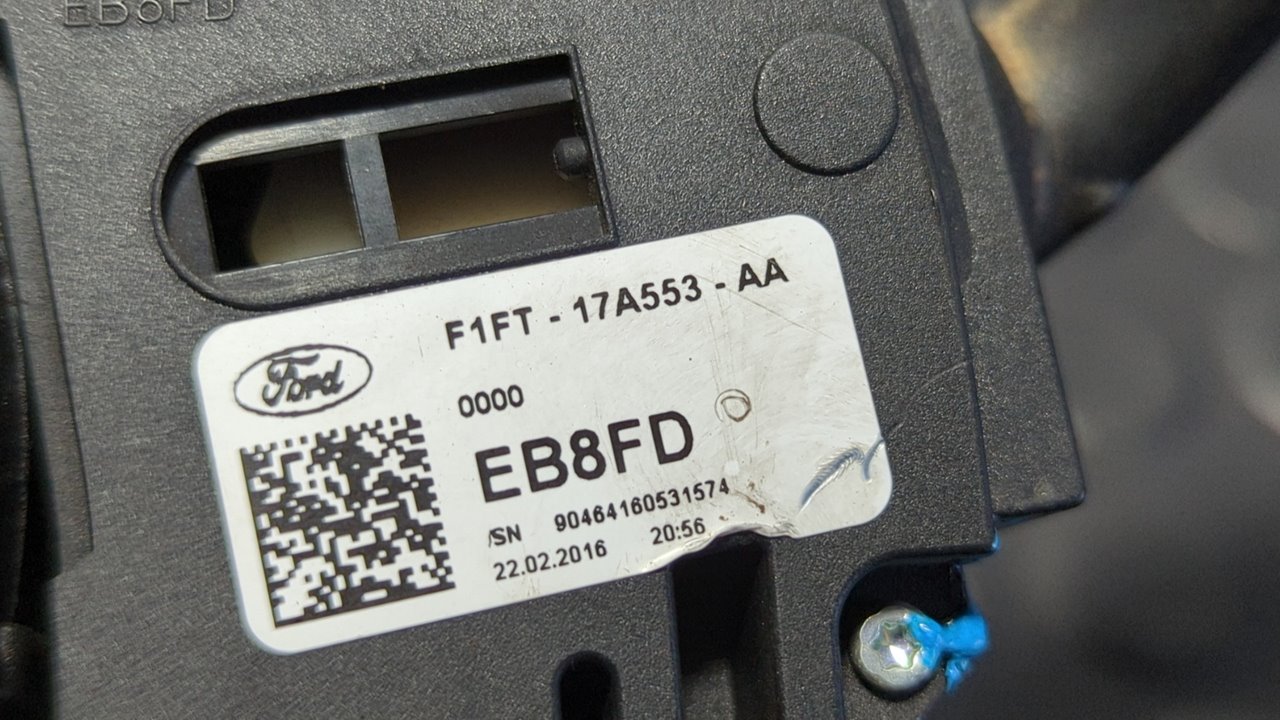 EB8FD
F1FT - 17A553 - AA
Ford
0000
EB8FD
/SN 90464160531574
22.02.2016 20:56